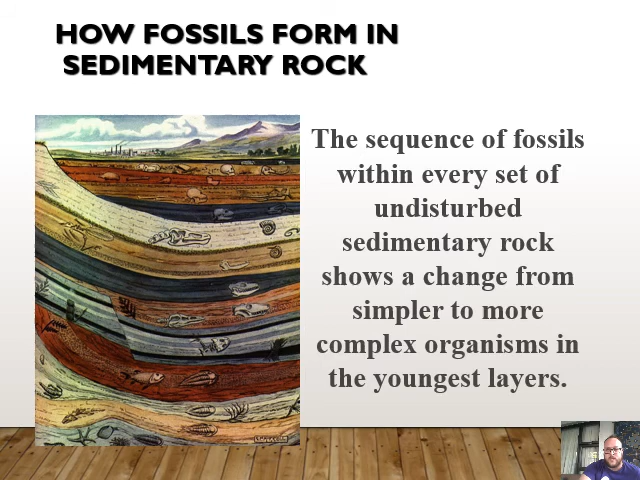 HOW FOSSILS FORM IN
SEDIMENTARY ROCK
The sequence of fossils
within every set of
undisturbed
sedimentary rock
shows a change from
simpler to more
complex organisms in
the youngest layers.